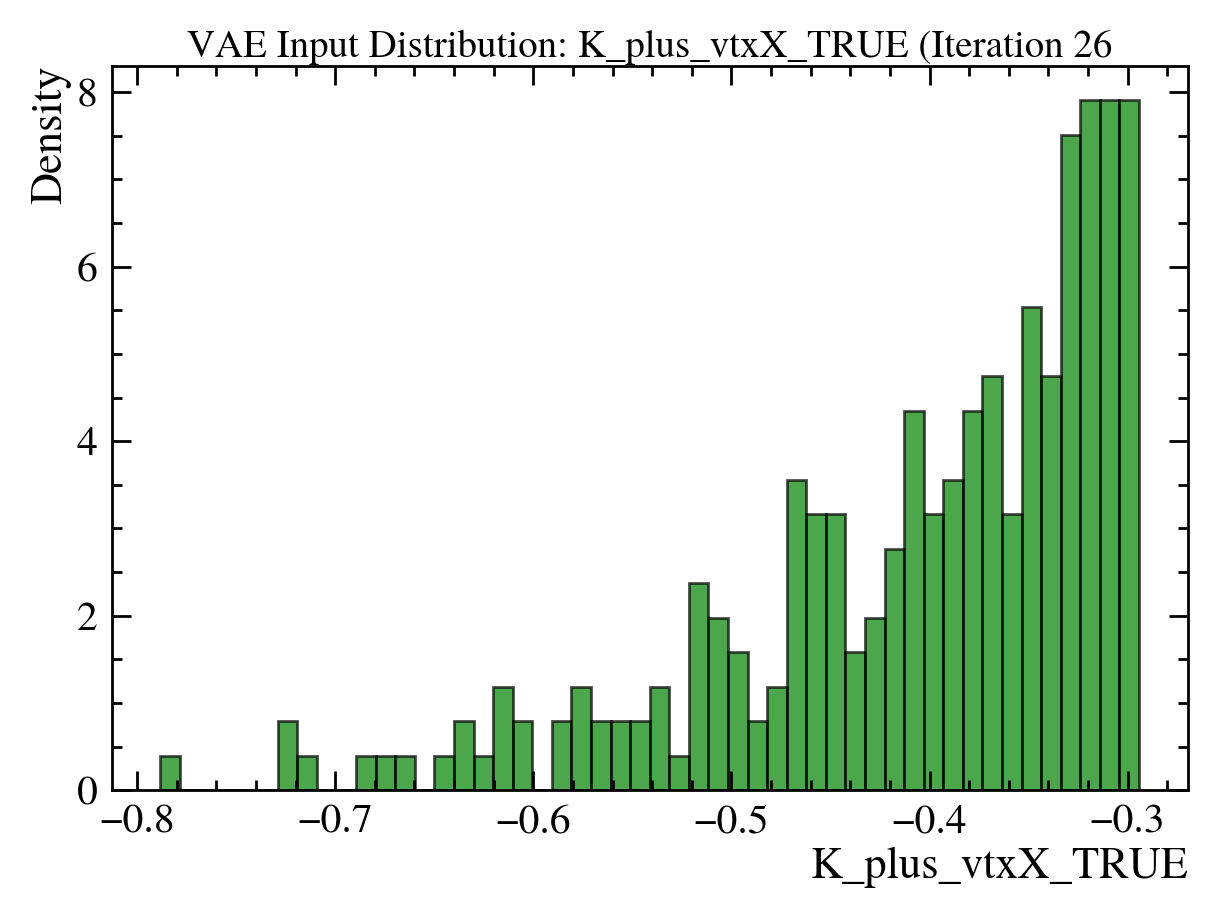 VAE Input Distribution: K_plus_vtxX_TRUE (Iteration 26
Density
8
6
4
2
0
−0.8 −0.7 −0.6 −0.5 −0.4 −0.3
K_plus_vtxX_TRUE